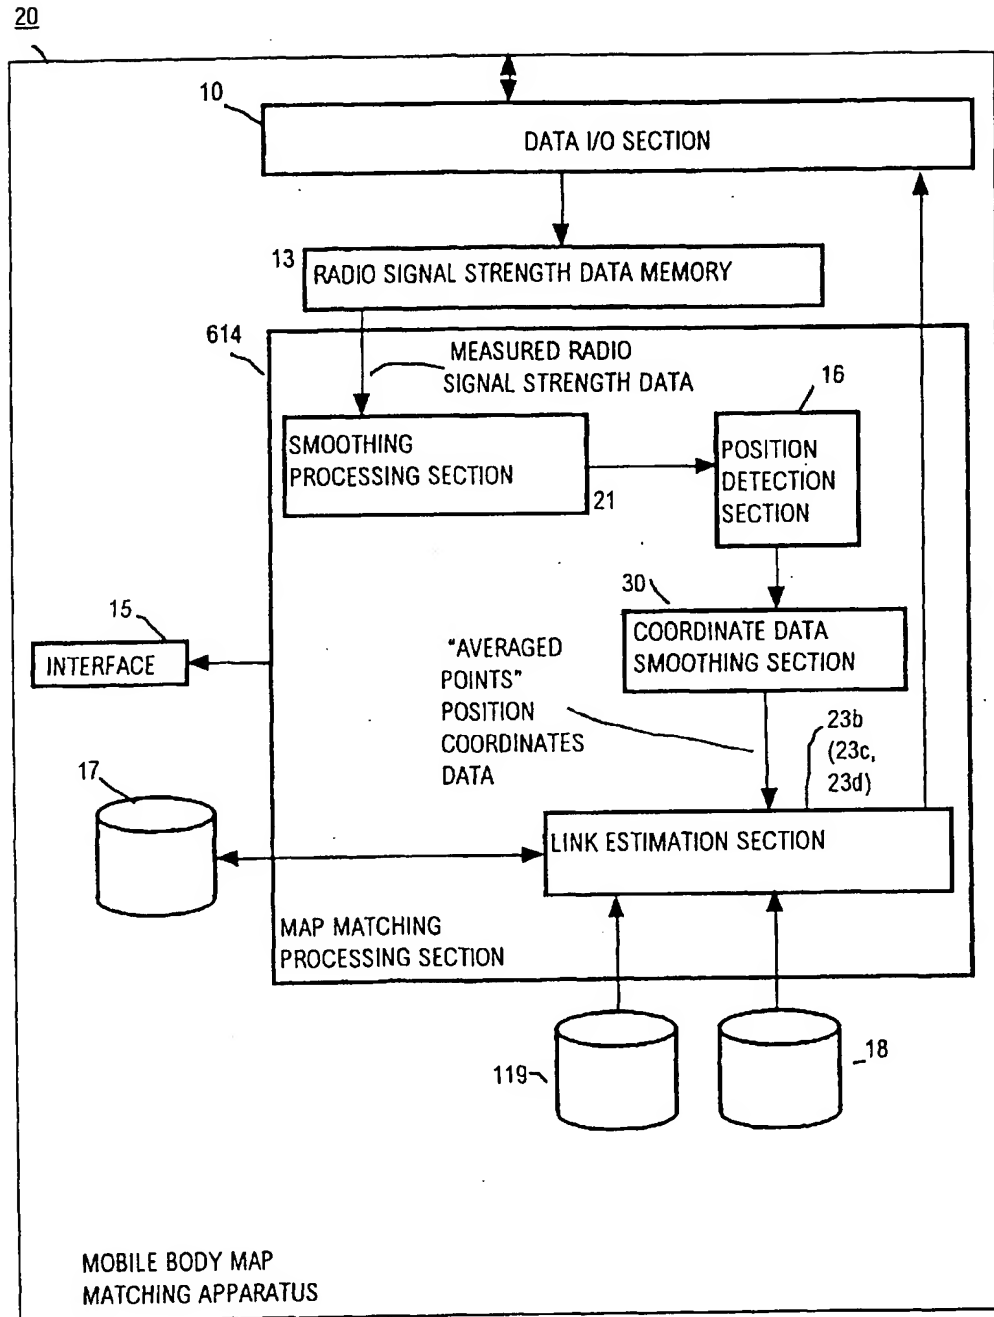 20
10
DATA I/O SECTION
13
RADIO SIGNAL STRENGTH DATA MEMORY
614
MEASURED RADIO
SIGNAL STRENGTH DATA
16
SMOOTHING
PROCESSING SECTION
21
POSITION
DETECTION
SECTION
30
COORDINATE DATA
SMOOTHING SECTION
15
INTERFACE
"AVERAGED
POINTS"
POSITION
COORDINATES
DATA
23b
(23c,
23d)
17
LINK ESTIMATION SECTION
MAP MATCHING
PROCESSING SECTION
119
18
MOBILE BODY MAP
MATCHING APPARATUS